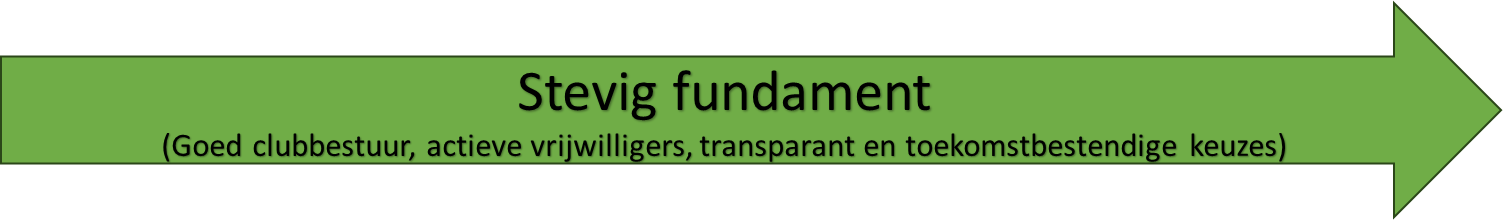 Stevig fundament
(Goed clubbestuur, actieve vrijwilligers, transparant en toekomstbestendige keuzes)